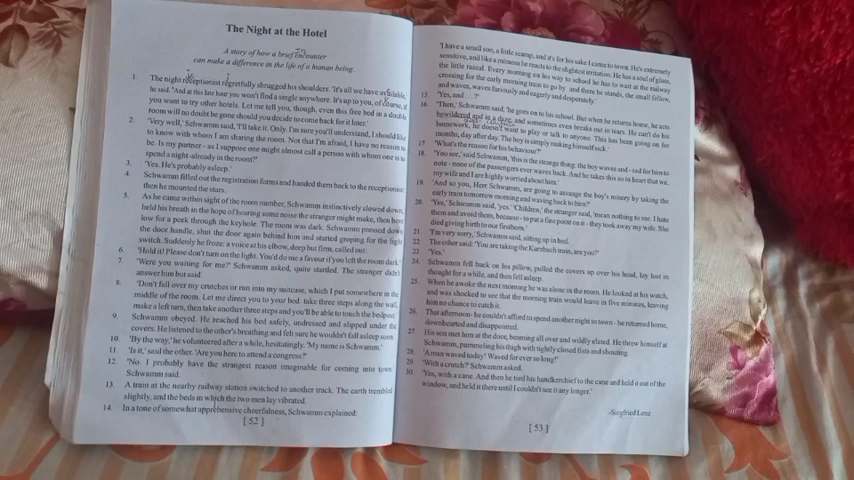 The Night at the Hotel
A story of how a brief encounter
can make a difference in the life of a human being.
1. The night receptionist regretfully shrugged his shoulders. 'It's all we have available,'
he said. 'And at this late hour you won't find a single anywhere. It's up to you, of course, if
you want to try other hotels. Let me tell you, though, even this free bed in a double
room will no doubt be gone should you decide to come back for it later.'
2. 'Very well,' Schwamm said, 'I'll take it. Only I'm sure you'll understand, I should like
to know with whom I am sharing the room. Not that I'm afraid, I have no reason to
be. Is my partner - as I suppose one might almost call a person with whom one is to
spend a night - already in the room?'
3. 'Yes. He's probably asleep.'
4. Schwamm filled out the registration forms and handed them back to the receptionist
then he mounted the stairs.
5. As he came within sight of the room number, Schwamm instinctively slowed down,
held his breath in the hope of hearing some noise the stranger might make, then bent
low for a peek through the keyhole. The room was dark. Schwamm pressed down
the door handle, shut the door again behind him and started groping for the light
switch. Suddenly he froze: a voice at his elbow, deep but firm, called out:
6. 'Hold it! Please don't turn on the light. You'd do me a favour if you left the room dark.'
7. 'Were you waiting for me?' Schwamm asked, quite startled. The stranger didn't
answer him but said:
8. 'Don't fall over my crutches or run into my suitcase, which I put somewhere in the
middle of the room. Let me direct you to your bed: take three steps along the wall,
make a left turn, then take another three steps and you'll be able to touch the bedpost.'
9. Schwamm obeyed. He reached his bed safely, undressed and slipped under the
covers. He listened to the other's breathing and felt sure he wouldn't fall asleep soon.
10. 'By the way,' he volunteered after a while, hesitatingly. 'My name is Schwamm.'
11. 'Is it,' said the other. 'Are you here to attend a congress?'
12. 'No. I probably have the strangest reason imaginable for coming into town,
Schwamm said.
13. A train at the nearby railway station switched to another track. The earth trembled
slightly, and the beds in which the two men lay vibrated.
14. In a tone of somewhat apprehensive cheerfulness, Schwamm explained:
[ 52 ]
'I have a small son, a little scamp, and it's for his sake I came to town. He's extremely
sensitive, and like a mimosa he reacts to the slightest irritation. He has a soul of glass,
the little rascal. Every morning on his way to school he has to wait at the railway
crossing for the early morning train to go by and there he stands, the small fellow,
and waves, waves furiously and eagerly and desperately.'
15. 'Yes, and...?'
16. 'Then,' Schwamm said, 'he goes on to his school. But when he returns home, he acts
bewildered and in a daze, and sometimes even breaks out in tears. He can't do his
homework, he doesn't want to play or talk to anyone. This has been going on for
months, day after day. The boy is simply making himself sick.'
17. 'What's the reason for his behaviour?'
18. 'You see,' said Schwamm, 'this is the strange thing: the boy waves and - sad for him to
note - none of the passengers ever waves back. And he takes this so to heart that we,
my wife and I are highly worried about him.'
19. 'And so you, Herr Schwamm, are going to assuage the boy's misery by taking the
early train tomorrow morning and waving back to him?'
20. 'Yes,' Schwamm said, 'yes.' 'Children,' the stranger said, 'mean nothing to me. I hate
them and avoid them, because - to put a fine point on it - they took away my wife. She
died giving birth to our firstborn.'
21. 'I'm very sorry,' Schwamm said, sitting up in bed.
22. The other said: 'You are taking the Kurzbach train, are you?'
23. 'Yes.'
24. Schwamm fell back on his pillow, pulled the covers up over his head, lay lost in
thought for a while, and then fell asleep.
25. When he awoke the next morning he was alone in the room. He looked at his watch,
and was shocked to see that the morning train would leave in five minutes, leaving
him no chance to catch it.
26. That afternoon - he couldn't afford to spend another night in town - he returned home,
downhearted and disappointed.
27. His son met him at the door, beaming all over and wildly elated. He threw himself at
Schwamm, pummeling his thigh with tightly closed fists and shouting.
28. 'A man waved today! Waved for ever so long!'
29. 'With a crutch?' Schwamm asked.
30. 'Yes, with a cane. And then he tied his handkerchief to the cane and held it out of the
window, and held it there until I couldn't see it any longer.'
-Siegfried Lenz
[ 53 ]